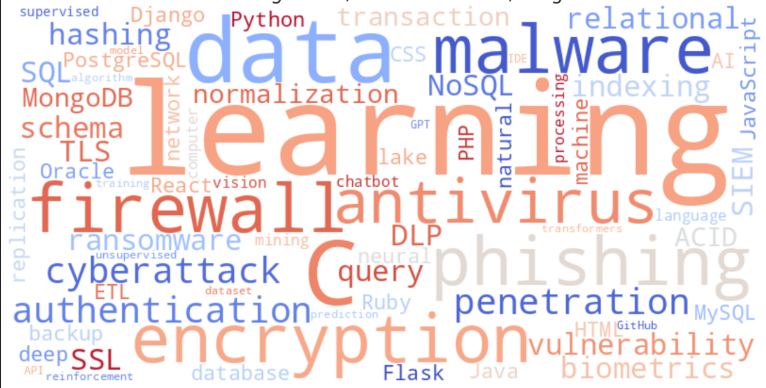 supervised
Django
Python
transaction
relational
hashing
data
malware
JavaScript
model
PostgreSQL
CSS
IDE
AI
SQL
algorithm
NoSQL
indexing
MongoDB
normalization
learning
network
computer
schema
GPT
PHP
natural
processing
machine
TLS
lake
SIEM
Oracle
replication
training
React
vision
chatbot
firewall
antivirus
language
ransomware
mining
DLP
transformers
ACID
unsupervised
cyberattack
C
query
neural
phishing
ETL
dataset
authentication
prediction
Ruby
penetration
MySQL
backup
encryption
HTML
GitHub
vulnerability
deep
SSL
API
reinforcement
database
Flask
Java
biometrics